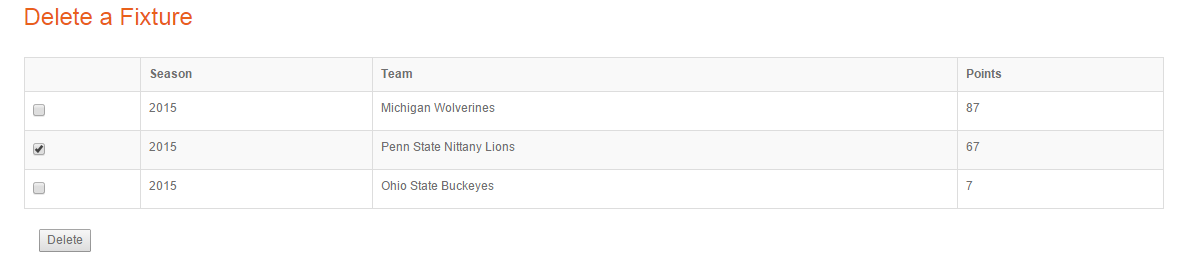 Delete a Fixture
Season Team Points
2015 Michigan Wolverines 87
2015 Penn State Nittany Lions 67
2015 Ohio State Buckeyes 7
Delete